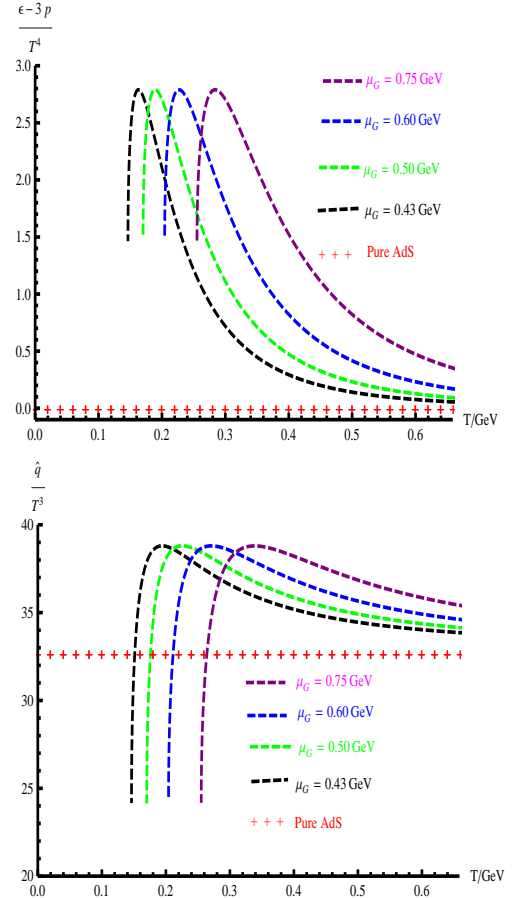 ϵ-3 p
T⁴
3.0
2.5
2.0
1.5
1.0
0.5
0.0
μ_G = 0.75 GeV
μ_G = 0.60 GeV
μ_G = 0.50 GeV
μ_G = 0.43 GeV
+ + + Pure AdS
0.0 0.1 0.2 0.3 0.4 0.5 0.6 T/GeV
q̂
T³
40
35
30
25
20
μ_G = 0.75 GeV
μ_G = 0.60 GeV
μ_G = 0.50 GeV
μ_G = 0.43 GeV
+ + + Pure AdS
0.0 0.1 0.2 0.3 0.4 0.5 0.6 T/GeV